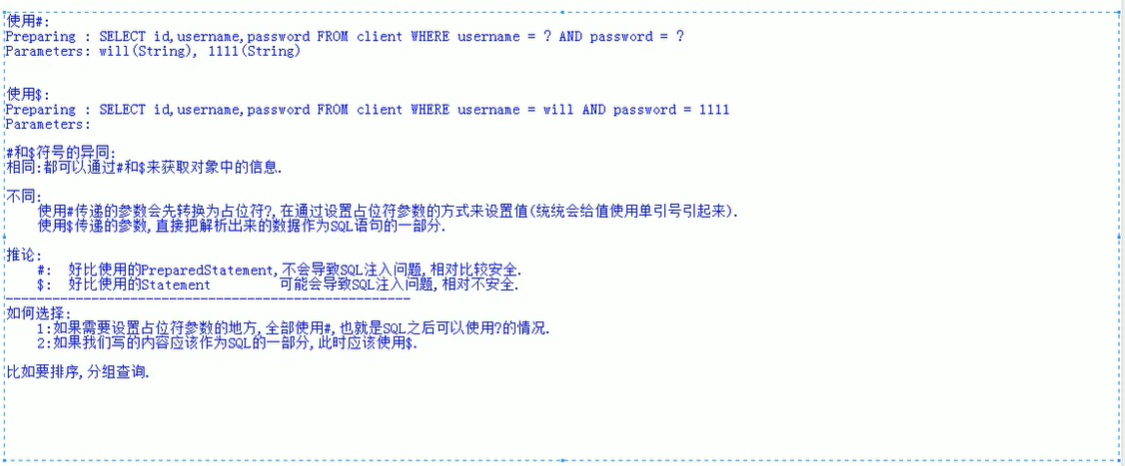 使用#:
Preparing : SELECT id,username,password FROM client WHERE username = ? AND password = ?
Parameters: will(String), 1111(String)
使用$:
Preparing : SELECT id,username,password FROM client WHERE username = will AND password = 1111
Parameters:
#和$符号的异同:
相同:都可以通过#和$来获取对象中的信息.
不同:
使用#传递的参数会先转换为占位符?,在通过设置占位符参数的方式来设置值(统统会给值使用单引号引起来).
使用$传递的参数,直接把解析出来的数据作为SQL语句的一部分.
推论:
#: 好比使用的PreparedStatement,不会导致SQL注入问题,相对比较安全.
$: 好比使用的Statement 可能会导致SQL注入问题,相对不安全.
----------------------------------------------------
如何选择:
1:如果需要设置占位符参数的地方,全部使用#,也就是SQL之后可以使用?的情况.
2:如果我们写的内容应该作为SQL的一部分,此时应该使用$.
比如要排序,分组查询.